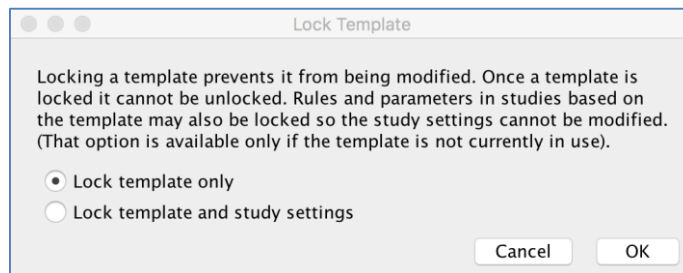 Lock Template
Locking a template prevents it from being modified. Once a template is
locked it cannot be unlocked. Rules and parameters in studies based on
the template may also be locked so the study settings cannot be modified.
(That option is available only if the template is not currently in use).
Lock template only
Lock template and study settings
Cancel OK